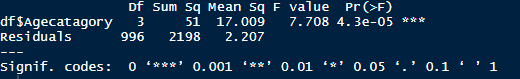 Df Sum Sq Mean Sq F value Pr(>F)
df$Agecatagory 3 51 17.009 7.708 4.3e-05 ***
Residuals 996 2198 2.207
---
Signif. codes: 0 ‘***’ 0.001 ‘**’ 0.01 ‘*’ 0.05 ‘.’ 0.1 ‘ ’ 1